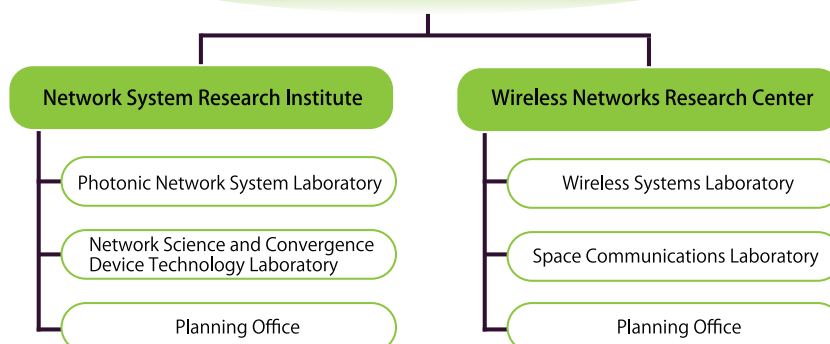 Network System Research Institute
Photonic Network System Laboratory
Network Science and Convergence
Device Technology Laboratory
Planning Office
Wireless Networks Research Center
Wireless Systems Laboratory
Space Communications Laboratory
Planning Office